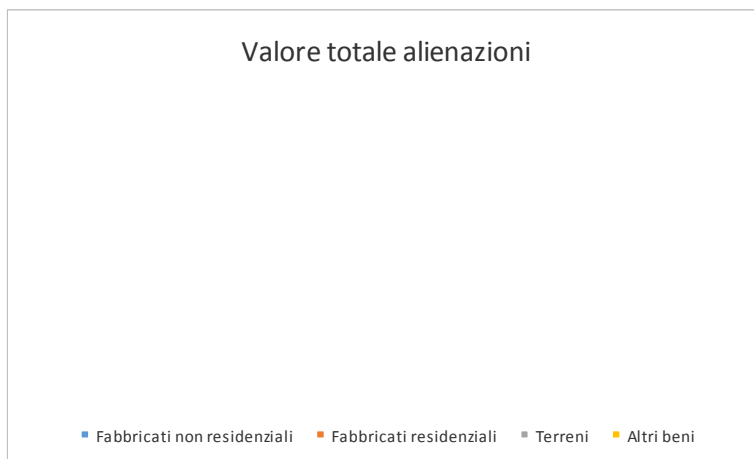 Valore totale alienazioni
Fabbricati non residenziali Fabbricati residenziali Terreni Altri beni